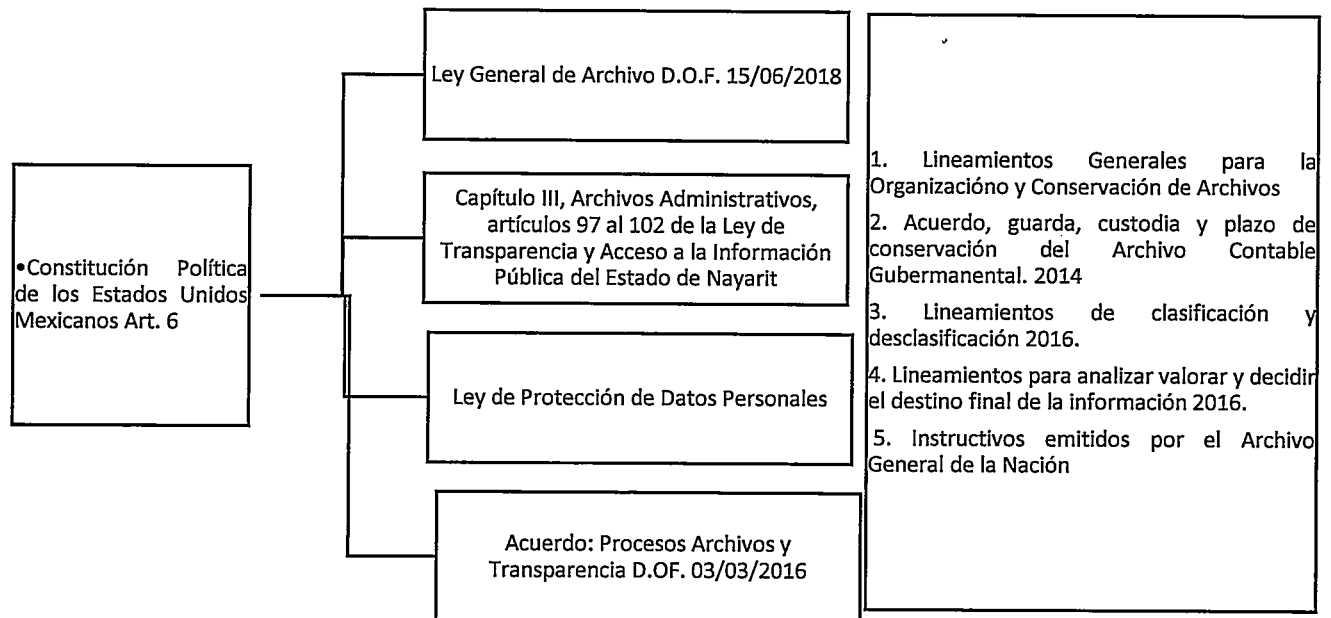 •Constitución Política
de los Estados Unidos
Mexicanos Art. 6
Ley General de Archivo D.O.F. 15/06/2018
Capítulo III, Archivos Administrativos,
artículos 97 al 102 de la Ley de
Transparencia y Acceso a la Información
Pública del Estado de Nayarit
Ley de Protección de Datos Personales
Acuerdo: Procesos Archivos y
Transparencia D.OF. 03/03/2016
1. Lineamientos Generales para la
Organizacióno y Conservación de Archivos
2. Acuerdo, guarda, custodia y plazo de
conservación del Archivo Contable
Gubermanental. 2014
3. Lineamientos de clasificación y
desclasificación 2016.
4. Lineamientos para analizar valorar y decidir
el destino final de la información 2016.
5. Instructivos emitidos por el Archivo
General de la Nación